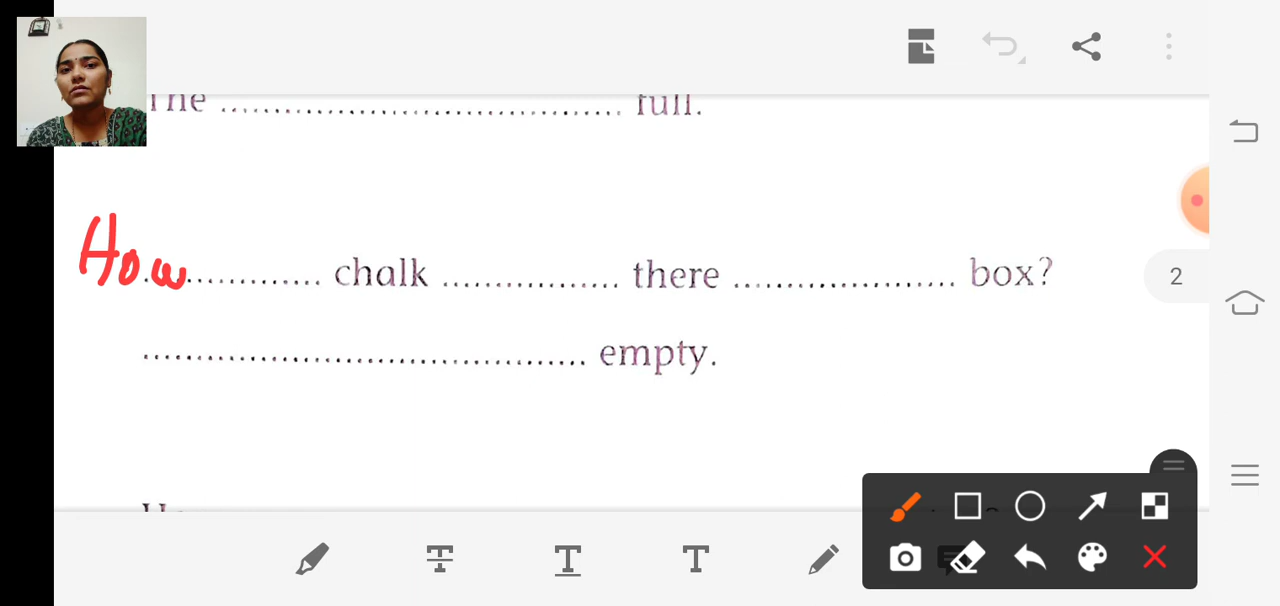 The ........................................ full.
How ................ chalk ................. there ..................... box?
......................................... empty.
2